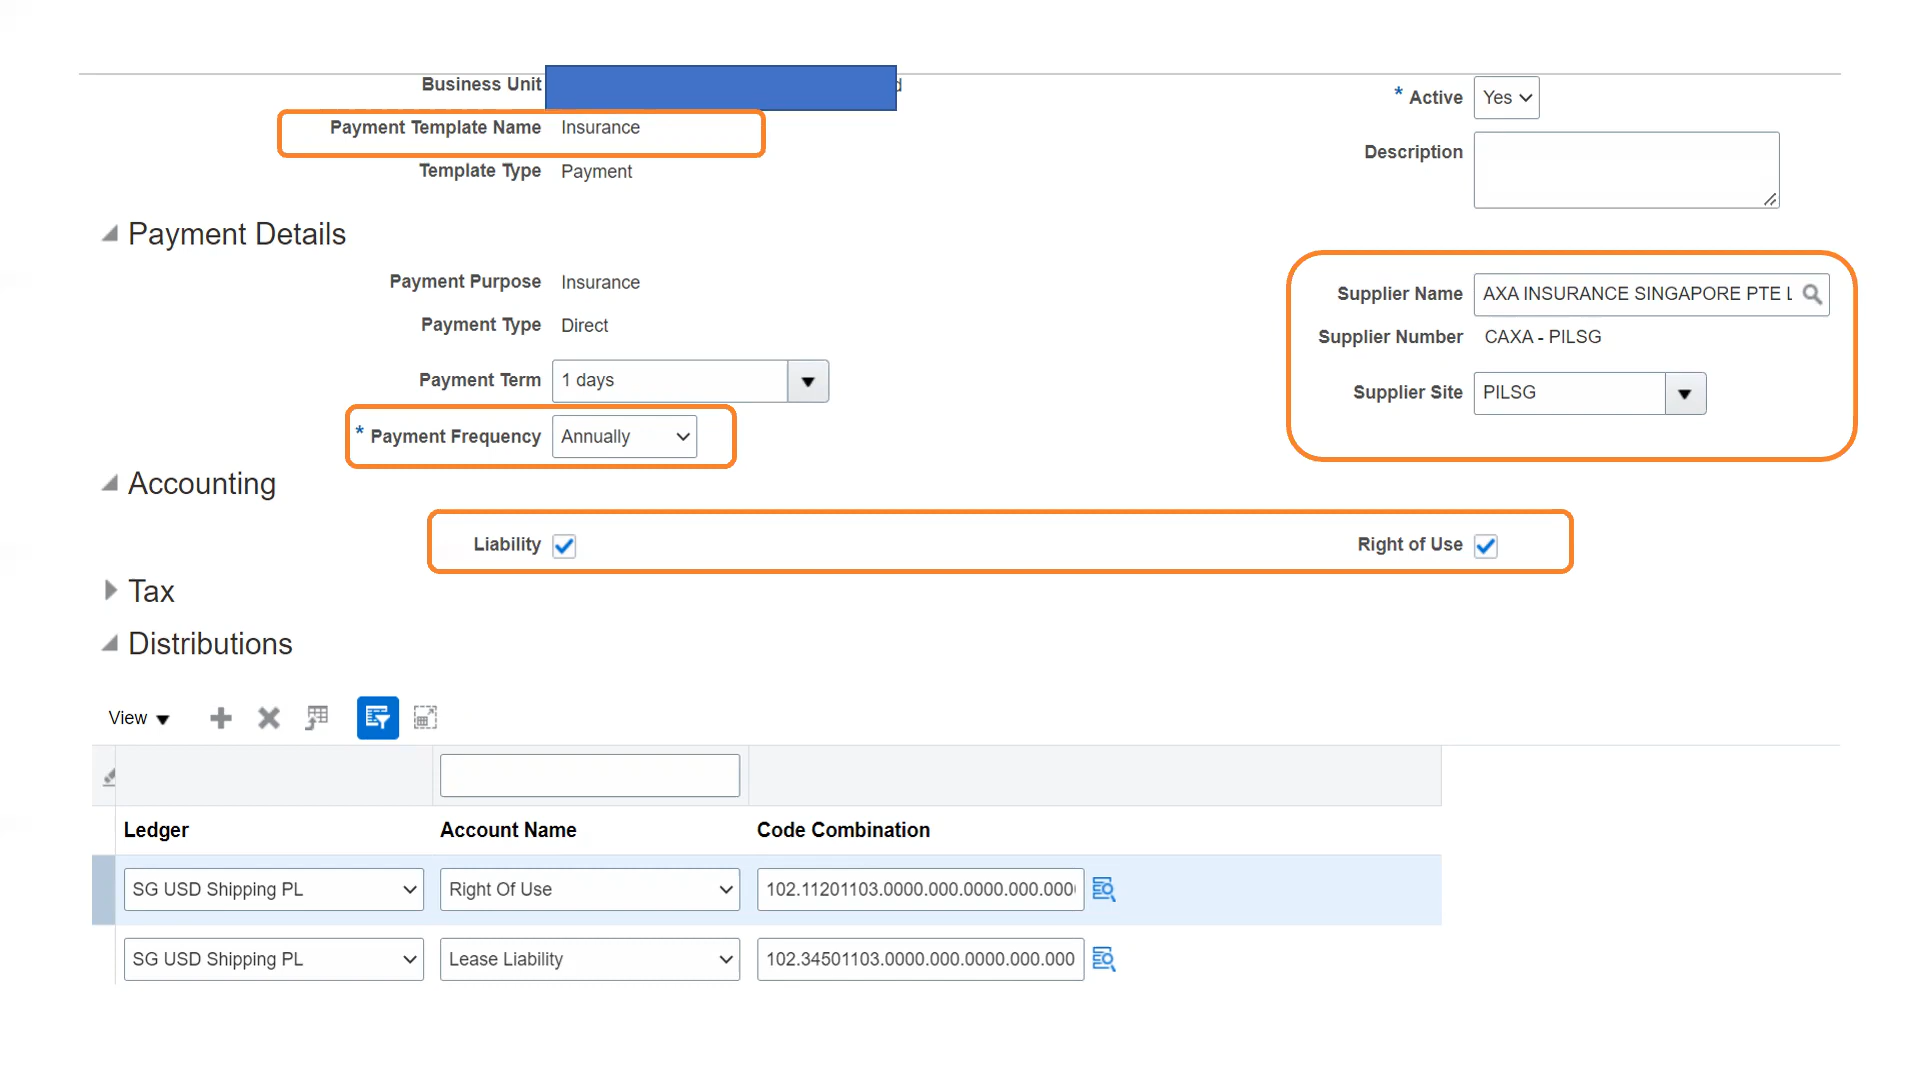 Business Unit
* Active Yes
Payment Template Name Insurance
Description
Template Type Payment
Payment Details
Payment Purpose Insurance
Supplier Name AXA INSURANCE SINGAPORE PTE L
Payment Type Direct
Supplier Number CAXA - PILSG
Payment Term 1 days
Supplier Site PILSG
* Payment Frequency Annually
Accounting
Liability
Right of Use
Tax
Distributions
View
Ledger Account Name Code Combination
SG USD Shipping PL Right Of Use 102.11201103.0000.000.0000.000.000
SG USD Shipping PL Lease Liability 102.34501103.0000.000.0000.000.000